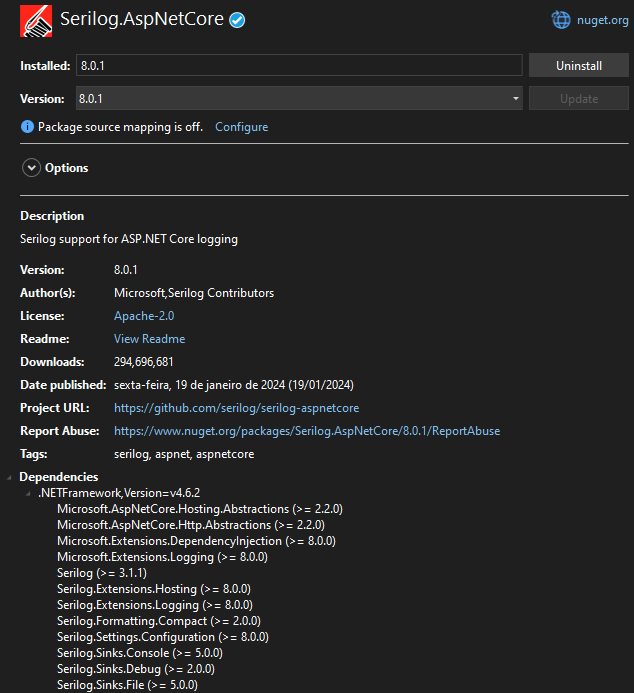 Serilog.AspNetCore
nuget.org
Installed: 8.0.1 Uninstall
Version: 8.0.1 Update
Package source mapping is off. Configure
Options
Description
Serilog support for ASP.NET Core logging
Version: 8.0.1
Author(s): Microsoft,Serilog Contributors
License: Apache-2.0
Readme: View Readme
Downloads: 294,696,681
Date published: sexta-feira, 19 de janeiro de 2024 (19/01/2024)
Project URL: https://github.com/serilog/serilog-aspnetcore
Report Abuse: https://www.nuget.org/packages/Serilog.AspNetCore/8.0.1/ReportAbuse
Tags: serilog, aspnet, aspnetcore
Dependencies
.NETFramework,Version=v4.6.2
Microsoft.AspNetCore.Hosting.Abstractions (>= 2.2.0)
Microsoft.AspNetCore.Http.Abstractions (>= 2.2.0)
Microsoft.Extensions.DependencyInjection (>= 8.0.0)
Microsoft.Extensions.Logging (>= 8.0.0)
Serilog (>= 3.1.1)
Serilog.Extensions.Hosting (>= 8.0.0)
Serilog.Extensions.Logging (>= 8.0.0)
Serilog.Formatting.Compact (>= 2.0.0)
Serilog.Settings.Configuration (>= 8.0.0)
Serilog.Sinks.Console (>= 5.0.0)
Serilog.Sinks.Debug (>= 2.0.0)
Serilog.Sinks.File (>= 5.0.0)